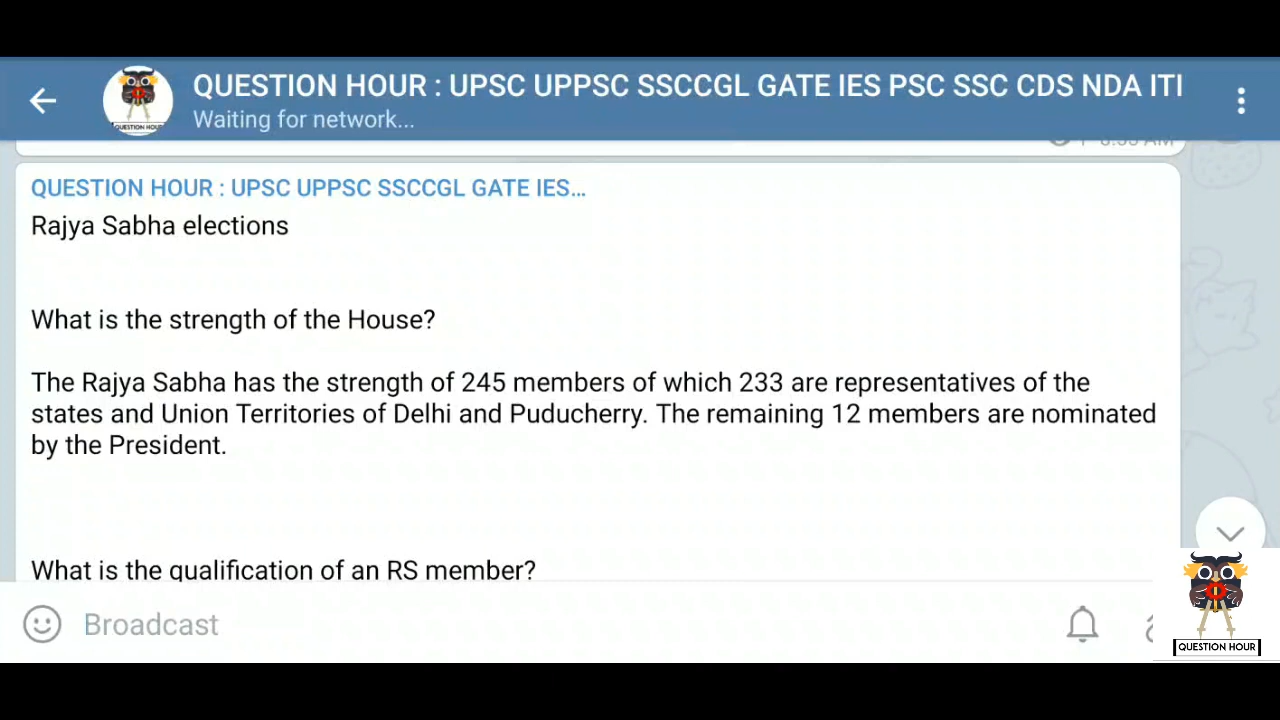 QUESTION HOUR : UPSC UPPSC SSCCGL GATE IES PSC SSC CDS NDA ITI
Waiting for network...
QUESTION HOUR : UPSC UPPSC SSCCGL GATE IES...
Rajya Sabha elections
What is the strength of the House?
The Rajya Sabha has the strength of 245 members of which 233 are representatives of the
states and Union Territories of Delhi and Puducherry. The remaining 12 members are nominated
by the President.
What is the qualification of an RS member?
Broadcast
QUESTION HOUR